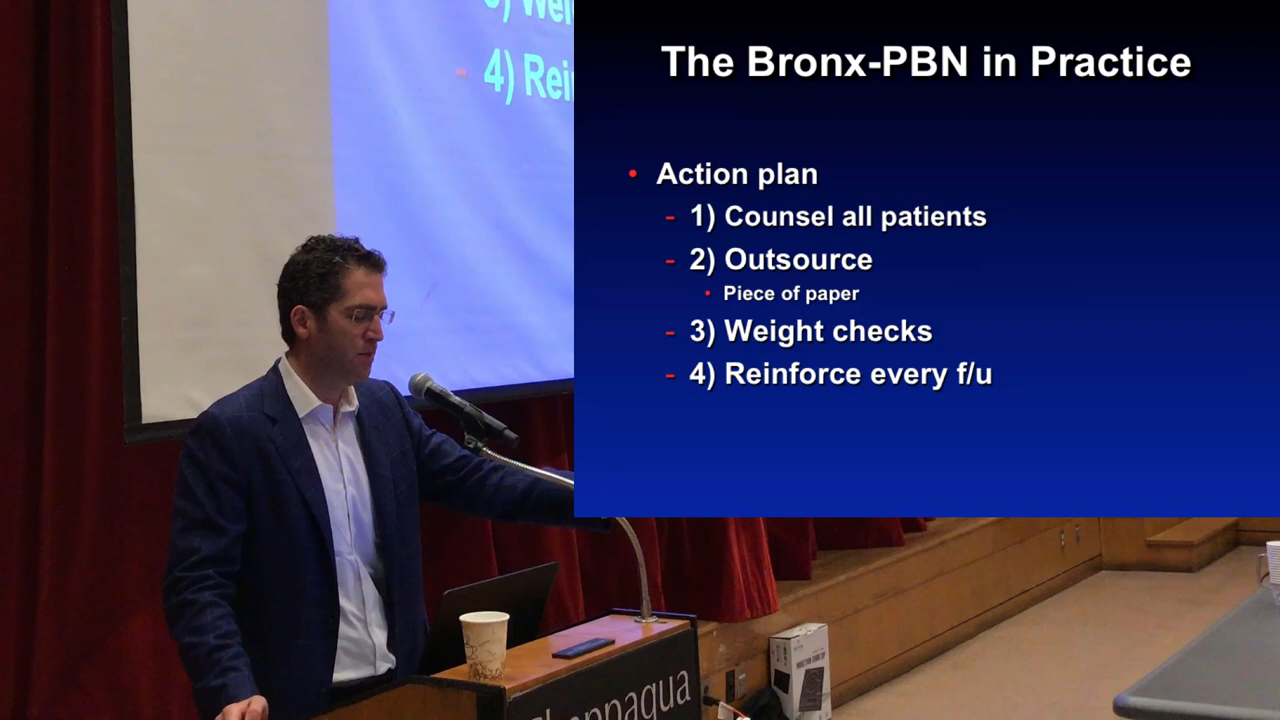 4) Rei
The Bronx-PBN in Practice
• Action plan
- 1) Counsel all patients
- 2) Outsource
• Piece of paper
- 3) Weight checks
- 4) Reinforce every f/u